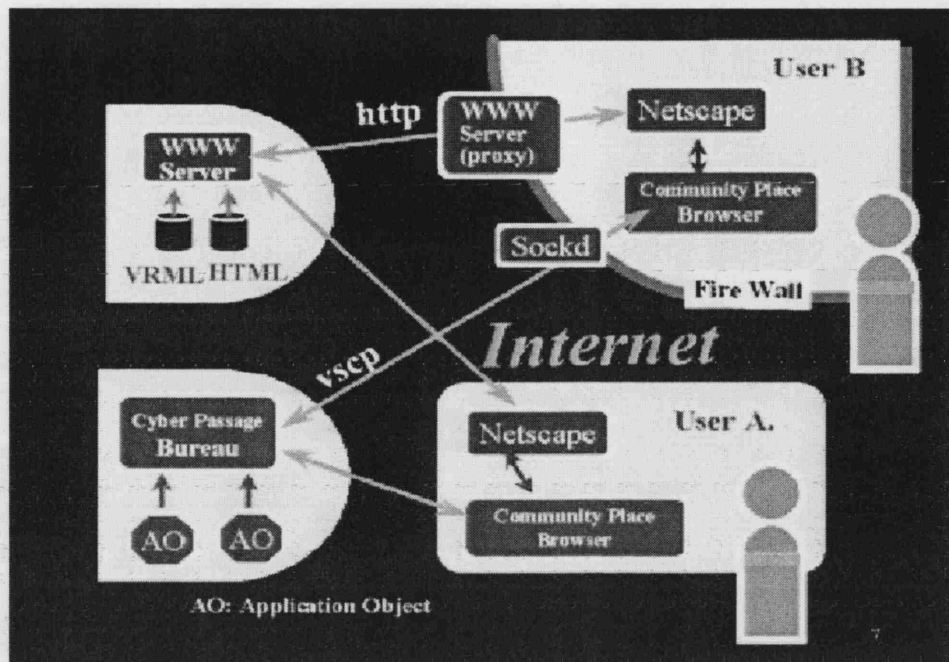 User B
http
WWW
Server
(proxy)
Netscape
WWW
Server
Community Place
Browser
Sockd
VRML HTML
Fire Wall
Internet
vscp
Cyber Passage
Bureau
Netscape
User A.
AO AO
Community Place
Browser
AO: Application Object
7